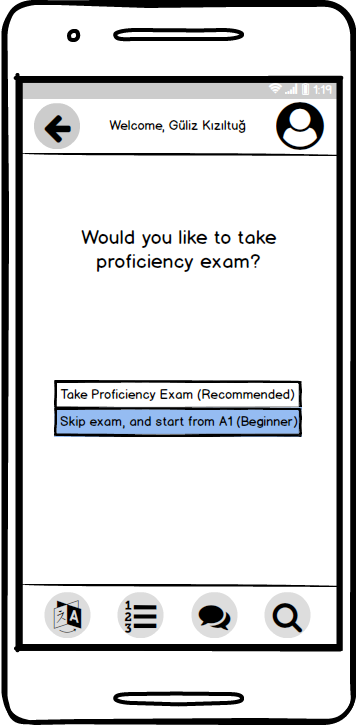 1:19
Welcome, Güliz Kızıltuğ
Would you like to take
proficiency exam?
Take Proficiency Exam (Recommended)
Skip exam, and start from A1 (Beginner)
A
1
2
3